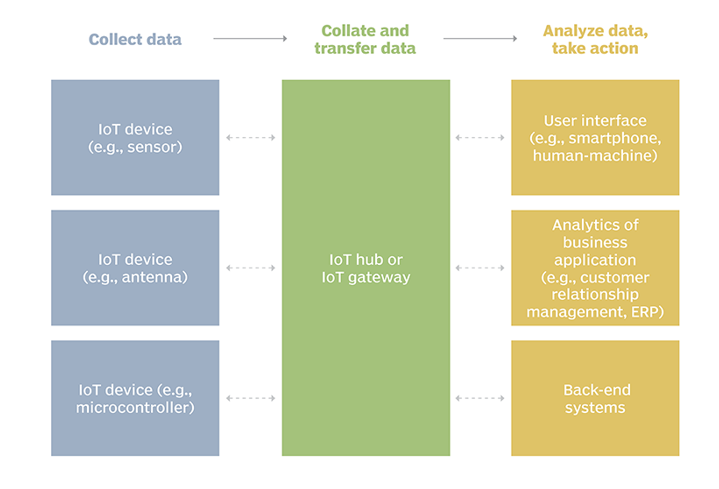 Collect data
Collate and
transfer data
Analyze data,
take action
IoT device
(e.g., sensor)
IoT device
(e.g., antenna)
IoT device (e.g.,
microcontroller)
IoT hub or
IoT gateway
User interface
(e.g., smartphone,
human-machine)
Analytics of
business
application
(e.g., customer
relationship
management, ERP)
Back-end
systems